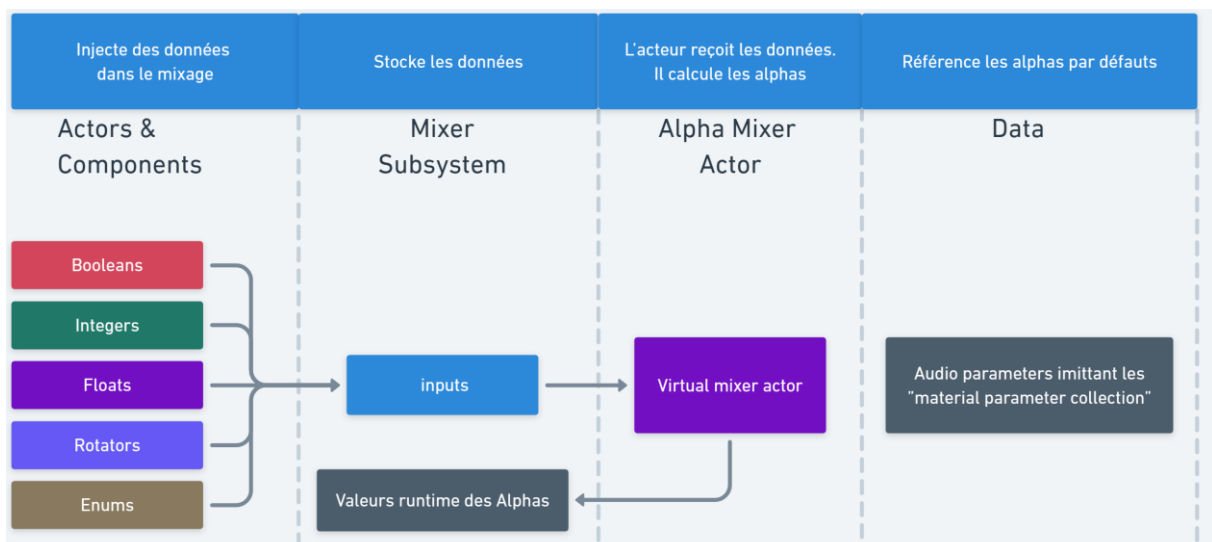 Injecte des données
dans le mixage
Stocke les données
L'acteur reçoit les données.
Il calcule les alphas
Référence les alphas par défauts
Actors &
Components
Mixer
Subsystem
Alpha Mixer
Actor
Data
Booleans
Integers
Floats
Rotators
Enums
inputs
Valeurs runtime des Alphas
Virtual mixer actor
Audio parameters imittant les
"material parameter collection"